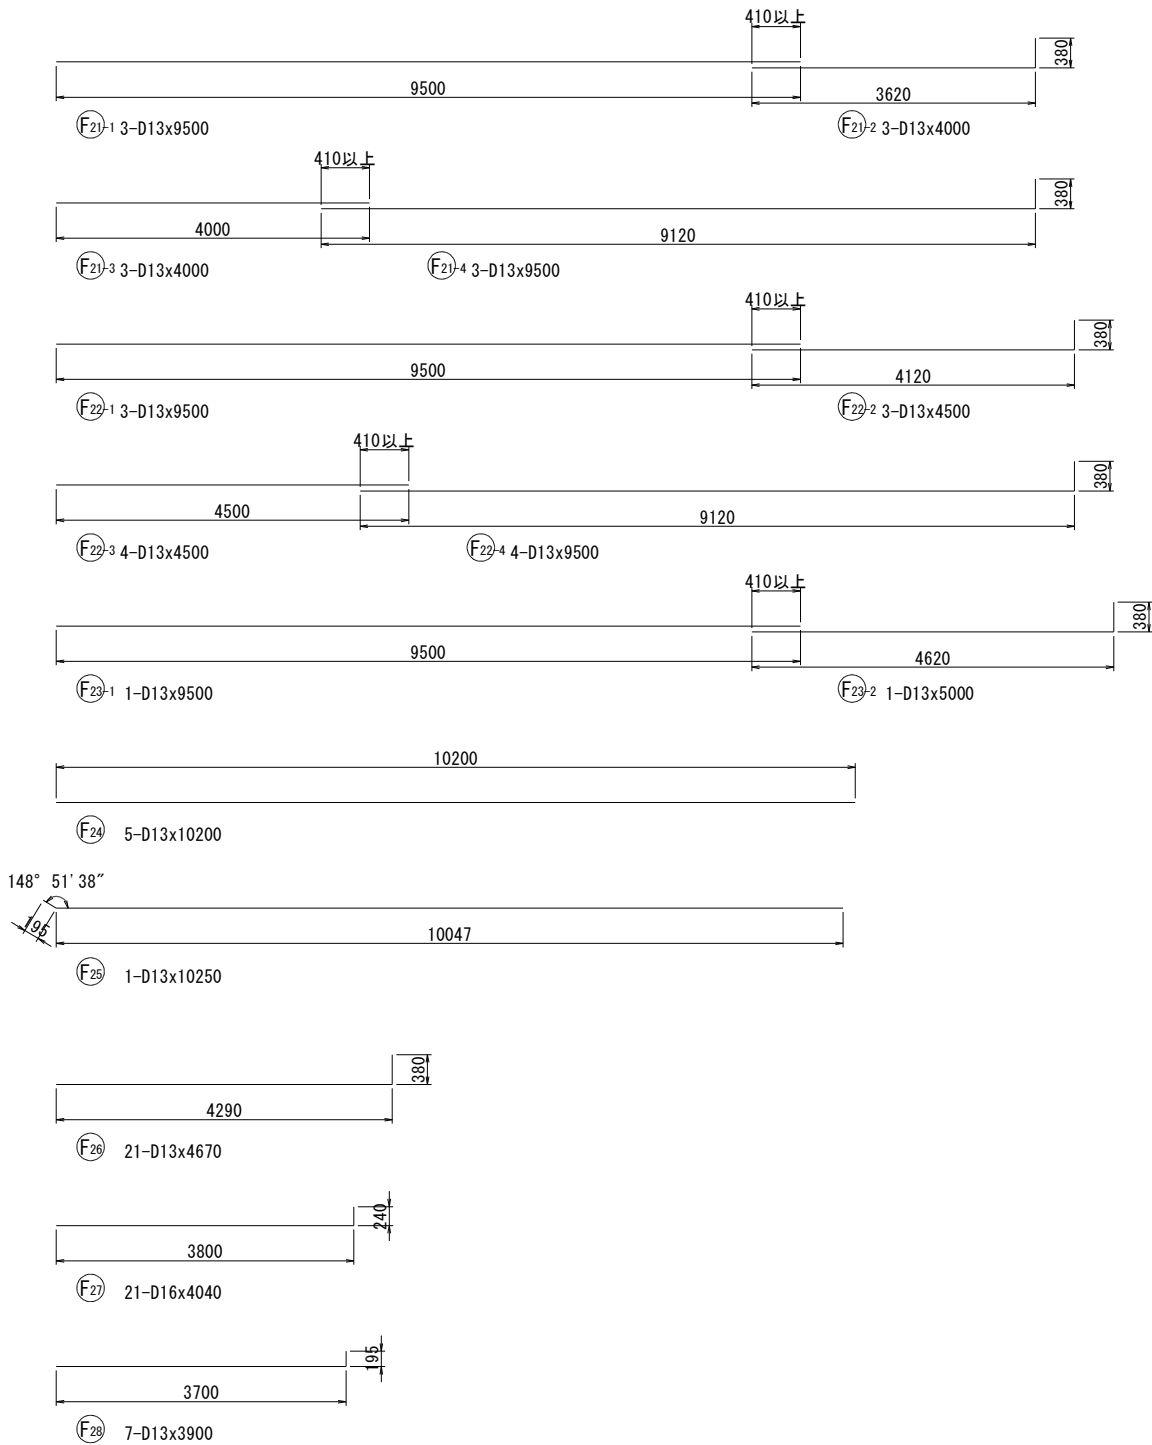 410以上
380
9500
3620
F21-1 3-D13x9500
F21-2 3-D13x4000
410以上
380
4000
9120
F21-3 3-D13x4000
F21-4 3-D13x9500
410以上
380
9500
4120
F22-1 3-D13x9500
F22-2 3-D13x4500
410以上
380
4500
9120
F22-3 4-D13x4500
F22-4 4-D13x9500
410以上
380
9500
4620
F23-1 1-D13x9500
F23-2 1-D13x5000
10200
F24 5-D13x10200
148° 51' 38"
195
10047
F25 1-D13x10250
380
4290
F26 21-D13x4670
240
3800
F27 21-D16x4040
195
3700
F28 7-D13x3900